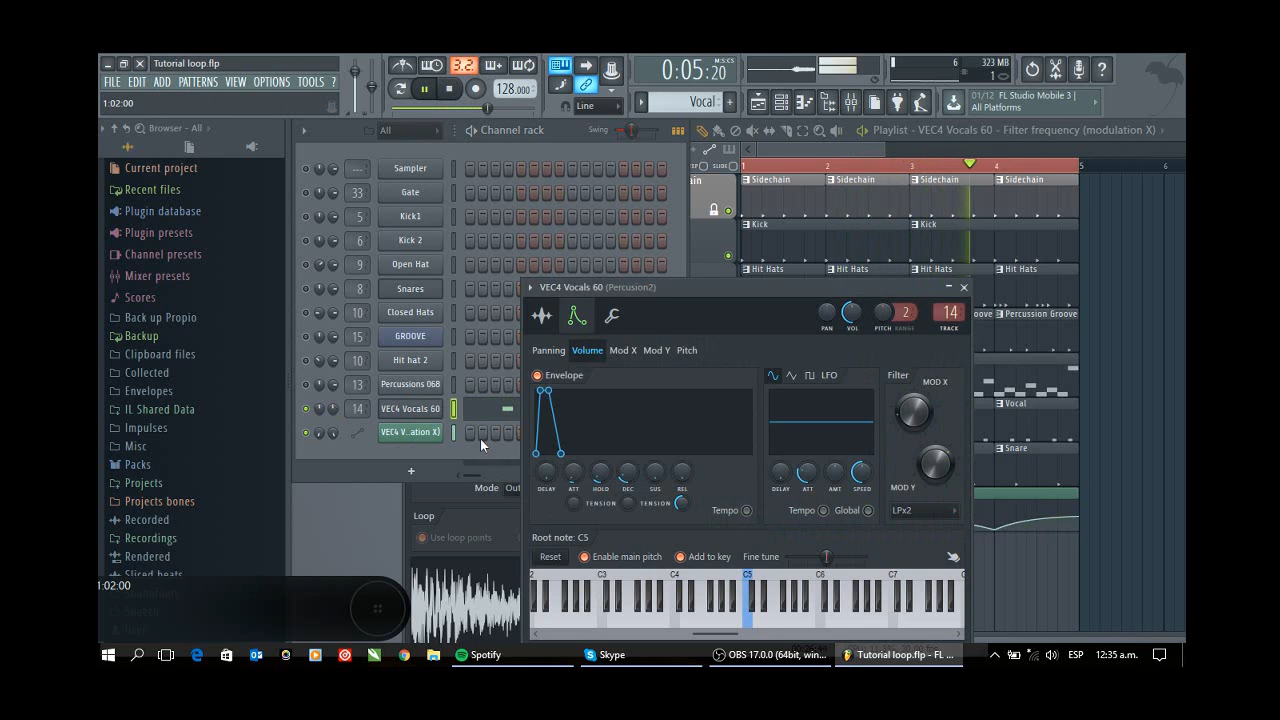 Tutorial loop.flp
FILE EDIT ADD PATTERNS VIEW OPTIONS TOOLS ?
1:02:00
3.2.
128.000
Line
0:05:20
M:S:CS
Vocal
6
323 MB
1
01/12 FL Studio Mobile 3 |
All Platforms
Browser - All
All
Channel rack
Swing
Playlist - VEC4 Vocals 60 - Filter frequency (modulation X)
Current project
Recent files
Plugin database
Plugin presets
Channel presets
Mixer presets
Scores
Back up Propio
Backup
Clipboard files
Collected
Envelopes
IL Shared Data
Impulses
Misc
Packs
Projects
Projects bones
Recorded
Recordings
Rendered
Sliced beats
1:02:00
--- Sampler
33 Gate
5 Kick1
6 Kick 2
9 Open Hat
8 Snares
10 Closed Hats
15 GROOVE
10 Hit hat 2
13 Percussions 068
14 VEC4 Vocals 60
VEC4 V..ation X)
+
Mode
Loop
Use loop points
SLIDE
1 2 3 4 5 6
Sidechain Sidechain Sidechain Sidechain
Kick Kick
Hit Hats Hit Hats Hit Hats Hit Hats
Percussion Groove
Vocal
Snare
VEC4 Vocals 60 (Percusion2)
PAN VOL PITCH RANGE 2
14
TRACK
Panning Volume Mod X Mod Y Pitch
Envelope
LFO
Filter
MOD X
MOD Y
DELAY ATT HOLD DEC SUS REL
TENSION TENSION
Tempo
DELAY ATT AMT SPEED
Tempo Global
LPx2
Root note: C5
Reset Enable main pitch Add to key Fine tune
2 C3 C4 C5 C6 C7
Spotify
Skype
OBS 17.0.0 (64bit, win...
Tutorial loop.flp - FL ...
ESP
12:35 a.m.